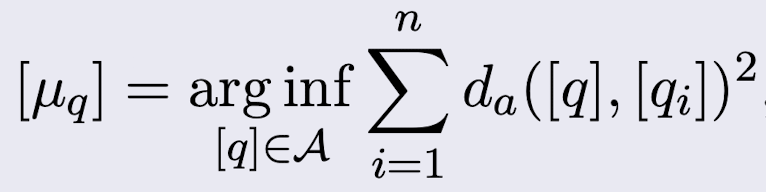 [μ_q] = arg inf_{[q]∈𝒜} ∑_{i=1}^{n} d_a([q], [q_i])²,